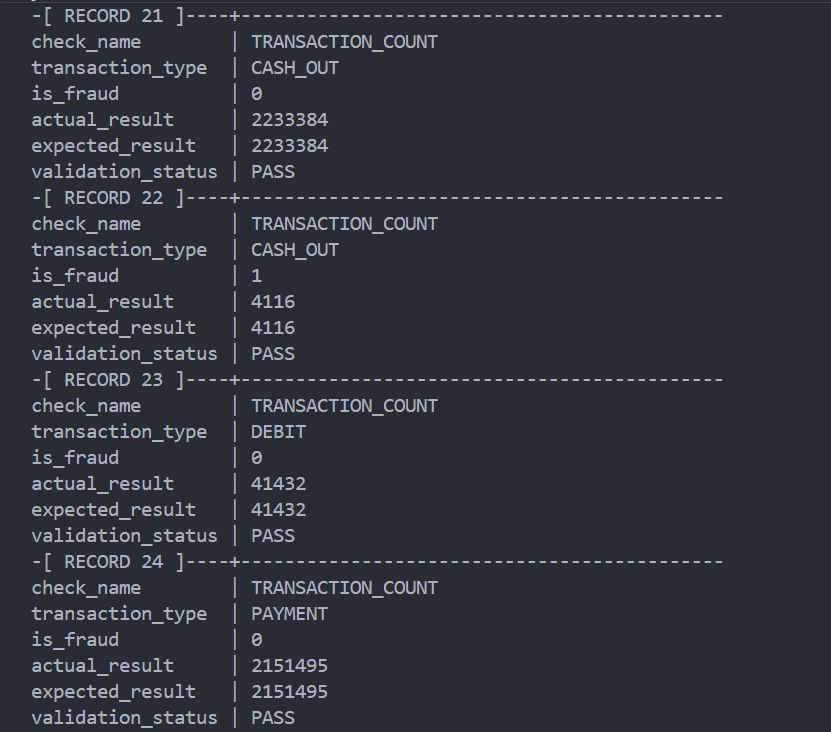 -[ RECORD 21 ]----+--------------------------------------------
check_name        | TRANSACTION_COUNT
transaction_type  | CASH_OUT
is_fraud          | 0
actual_result     | 2233384
expected_result   | 2233384
validation_status | PASS
-[ RECORD 22 ]----+--------------------------------------------
check_name        | TRANSACTION_COUNT
transaction_type  | CASH_OUT
is_fraud          | 1
actual_result     | 4116
expected_result   | 4116
validation_status | PASS
-[ RECORD 23 ]----+--------------------------------------------
check_name        | TRANSACTION_COUNT
transaction_type  | DEBIT
is_fraud          | 0
actual_result     | 41432
expected_result   | 41432
validation_status | PASS
-[ RECORD 24 ]----+--------------------------------------------
check_name        | TRANSACTION_COUNT
transaction_type  | PAYMENT
is_fraud          | 0
actual_result     | 2151495
expected_result   | 2151495
validation_status | PASS